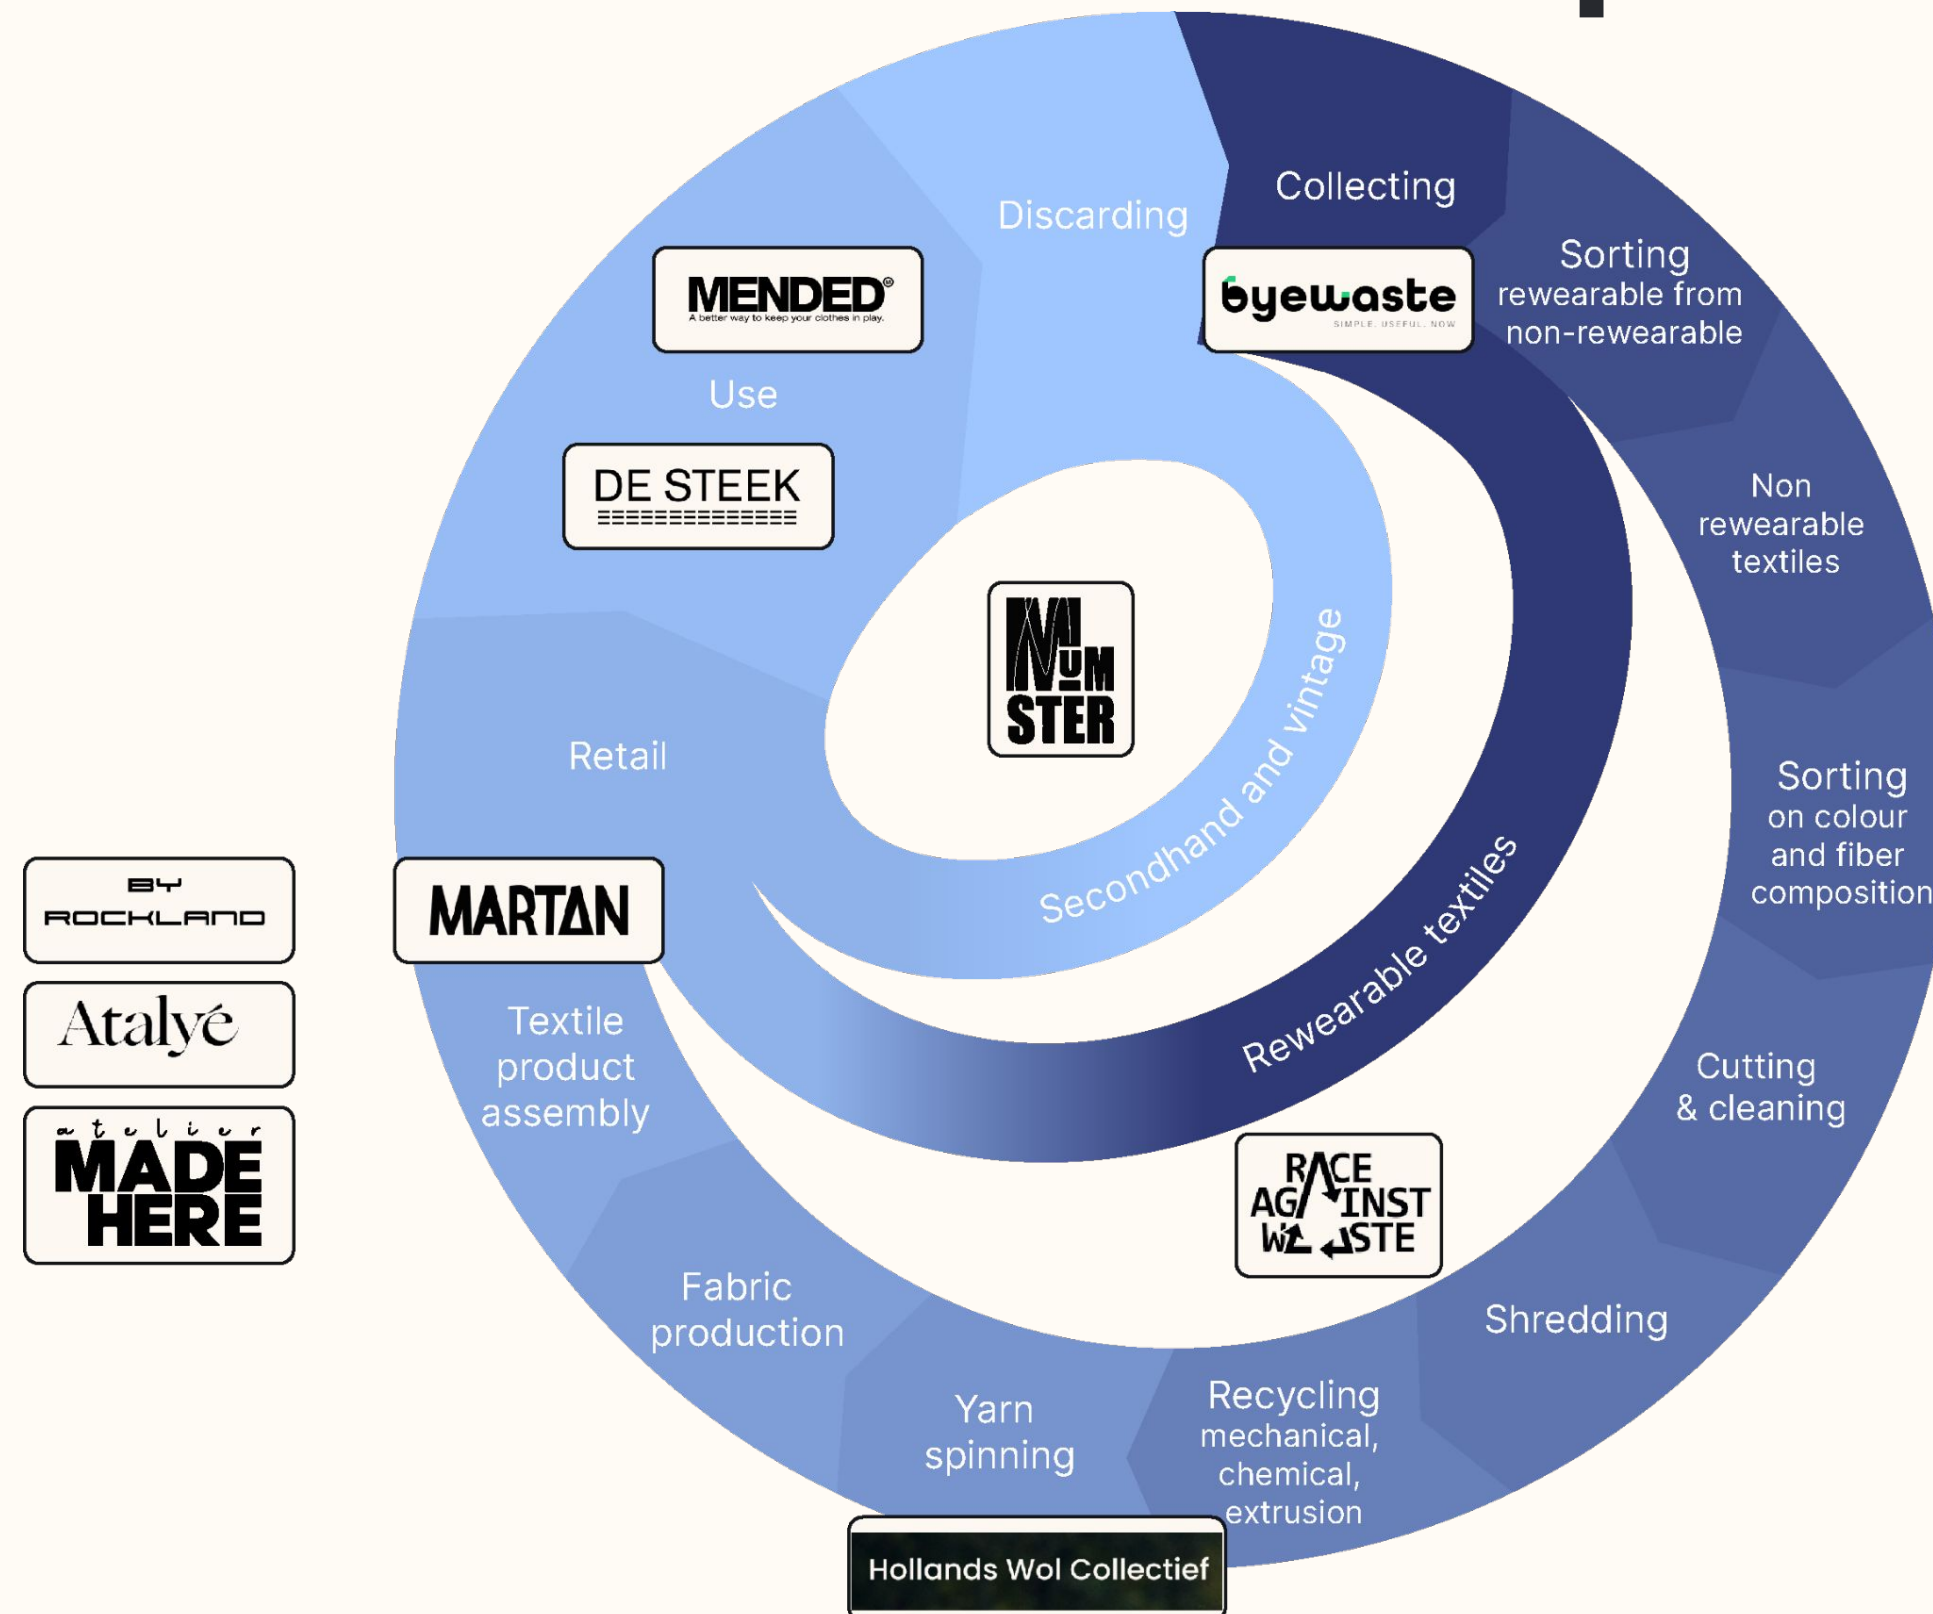 Discarding
Collecting
MENDED®
A better way to keep your clothes in play.
byewaste
SIMPLE. USEFUL. NOW
Sorting
rewearable from
non-rewearable
Use
DE STEEK
Non
rewearable
textiles
MUM
STER
Secondhand and vintage
Retail
Sorting
on colour
and fiber
composition
Rewearable textiles
BY
ROCKLAND
MARTAN
Atalyé
Textile
product
assembly
Cutting
& cleaning
atelier
MADE
HERE
RACE
AGAINST
WASTE
Fabric
production
Shredding
Yarn
spinning
Recycling
mechanical,
chemical,
extrusion
Hollands Wol Collectief